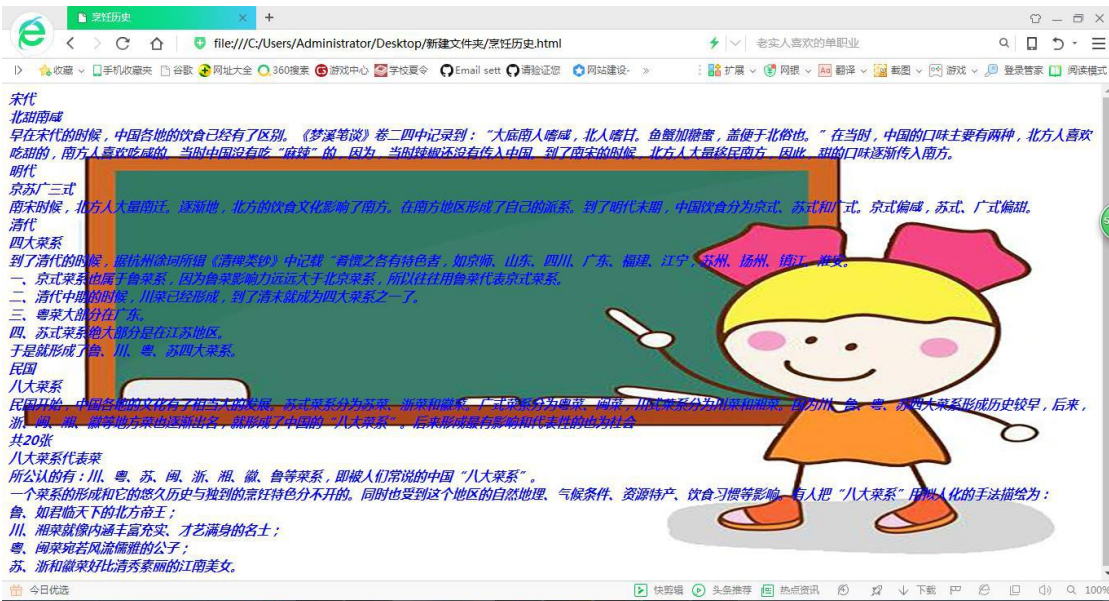 烹饪历史
file:///C:/Users/Administrator/Desktop/新建文件夹/烹饪历史.html
老实人喜欢的单职业
收藏 手机收藏夹 谷歌 网址大全 360搜索 游戏中心 学校夏令 Email sett 请验证您 网站建设- » 扩展 网银 翻译 截图 游戏 登录管家 阅读模式
宋代
北甜南咸
早在宋代的时候，中国各地的饮食已经有了区别。《梦溪笔谈》卷二四中记录到：“大底南人嗜咸，北人嗜甘。鱼蟹加糖蜜，盖便于北俗也。”在当时，中国的口味主要有两种，北方人喜欢
吃甜的，南方人喜欢吃咸的。当时中国没有吃“麻辣”的，因为，当时辣椒还没有传入中国。到了南宋的时候，北方人大量移民南方，因此，甜的口味逐渐传入南方。
明代
京苏广三式
南宋时候，北方人大量南迁。逐渐地，北方的饮食文化影响了南方。在南方地区形成了自己的派系。到了明代末期，中国饮食分为京式、苏式和广式。京式偏咸，苏式、广式偏甜。
清代
四大菜系
到了清代的时候，据杭州徐珂所辑《清稗类钞》中记载“肴馔之各有特色者，如京师、山东、四川、广东、福建、江宁，苏州、扬州、镇江、淮安。
一、京式菜系也属于鲁菜系，因为鲁菜影响力远远大于北京菜系，所以往往用鲁菜代表京式菜系。
二、清代中期的时候，川菜已经形成，到了清末就成为四大菜系之一了。
三、粤菜大部分在广东。
四、苏式菜系绝大部分是在江苏地区。
于是就形成了鲁、川、粤、苏四大菜系。
民国
八大菜系
民国开始，中国各地的文化有了相当大的发展。苏式菜系分为苏菜、浙菜和徽菜。广式菜系分为粤菜、闽菜，川式菜系分为川菜和湘菜。因为川、鲁、粤、苏四大菜系形成历史较早，后来，
浙、闽、湘、徽等地方菜也逐渐出名，就形成了中国的“八大菜系”。后来形成最有影响和代表性的也为社会
共20张
八大菜系代表菜
所公认的有：川、粤、苏、闽、浙、湘、徽、鲁等菜系，即被人们常说的中国“八大菜系”。
一个菜系的形成和它的悠久历史与独到的烹饪特色分不开的。同时也受到这个地区的自然地理、气候条件、资源特产、饮食习惯等影响。有人把“八大菜系”用拟人化的手法描绘为：
鲁、如君临天下的北方帝王；
川、湘菜就像内涵丰富充实、才艺满身的名士；
粤、闽菜宛若风流儒雅的公子；
苏、浙和徽菜好比清秀素丽的江南美女。
今日优选 快剪辑 头条推荐 热点资讯 下载 100%